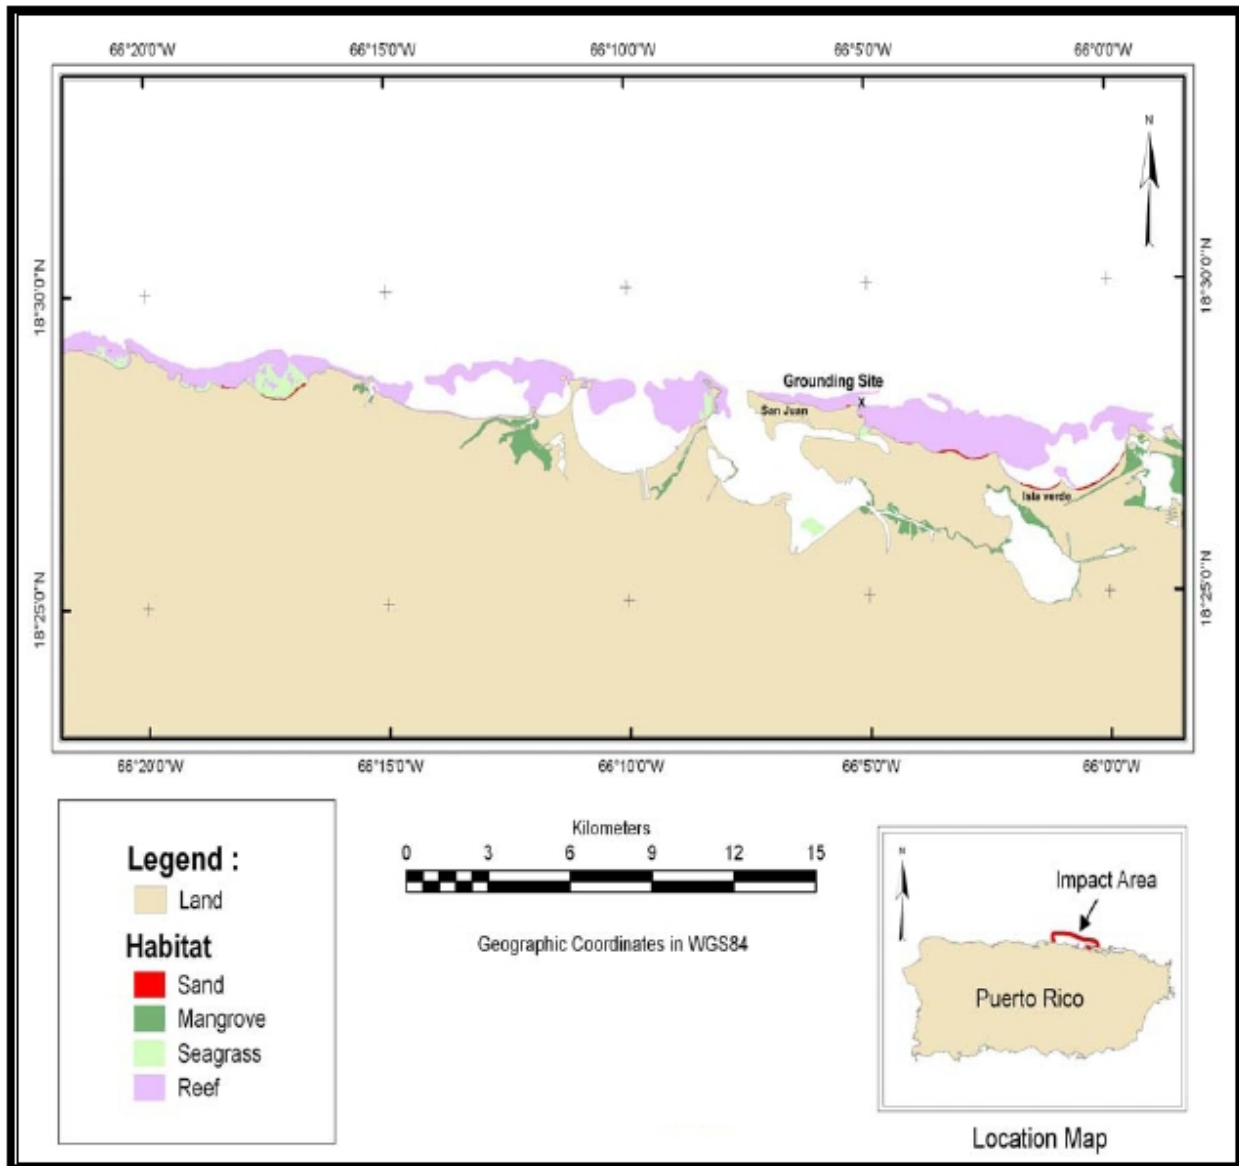 66°20'0"W 66°15'0"W 66°10'0"W 66°5'0"W 66°0'0"W
N
18°30'0"N
18°30'0"N
Grounding Site
X
San Juan
Isla verde
18°25'0"N
18°25'0"N
66°20'0"W 66°15'0"W 66°10'0"W 66°5'0"W 66°0'0"W
Legend :
Land
Habitat
Sand
Mangrove
Seagrass
Reef
Kilometers
0 3 6 9 12 15
Geographic Coordinates in WGS84
N
Impact Area
Puerto Rico
Location Map